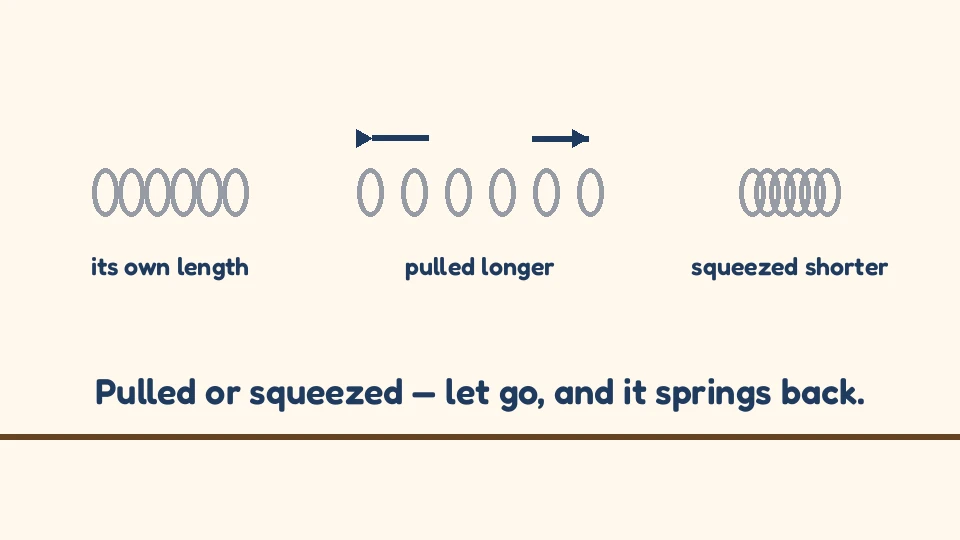 its own length
pulled longer
squeezed shorter
Pulled or squeezed — let go, and it springs back.